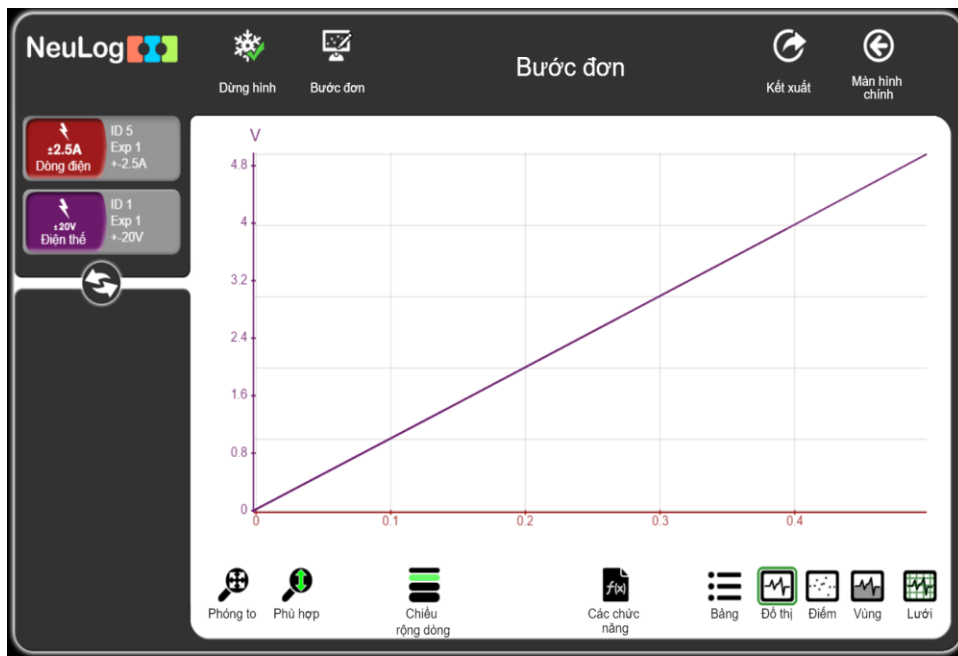 NeuLog
Dừng hình
Bước đơn
Bước đơn
Kết xuất
Màn hình
chính
±2.5A
Dòng điện
ID 5
Exp 1
+-2.5A
±20V
Điện thế
ID 1
Exp 1
+-20V
V
4.8
4
3.2
2.4
1.6
0.8
0
0 0.1 0.2 0.3 0.4
Phóng to
Phù hợp
Chiều
rộng dòng
f(x)
Các chức
năng
Bảng
Đồ thị
Điểm
Vùng
Lưới